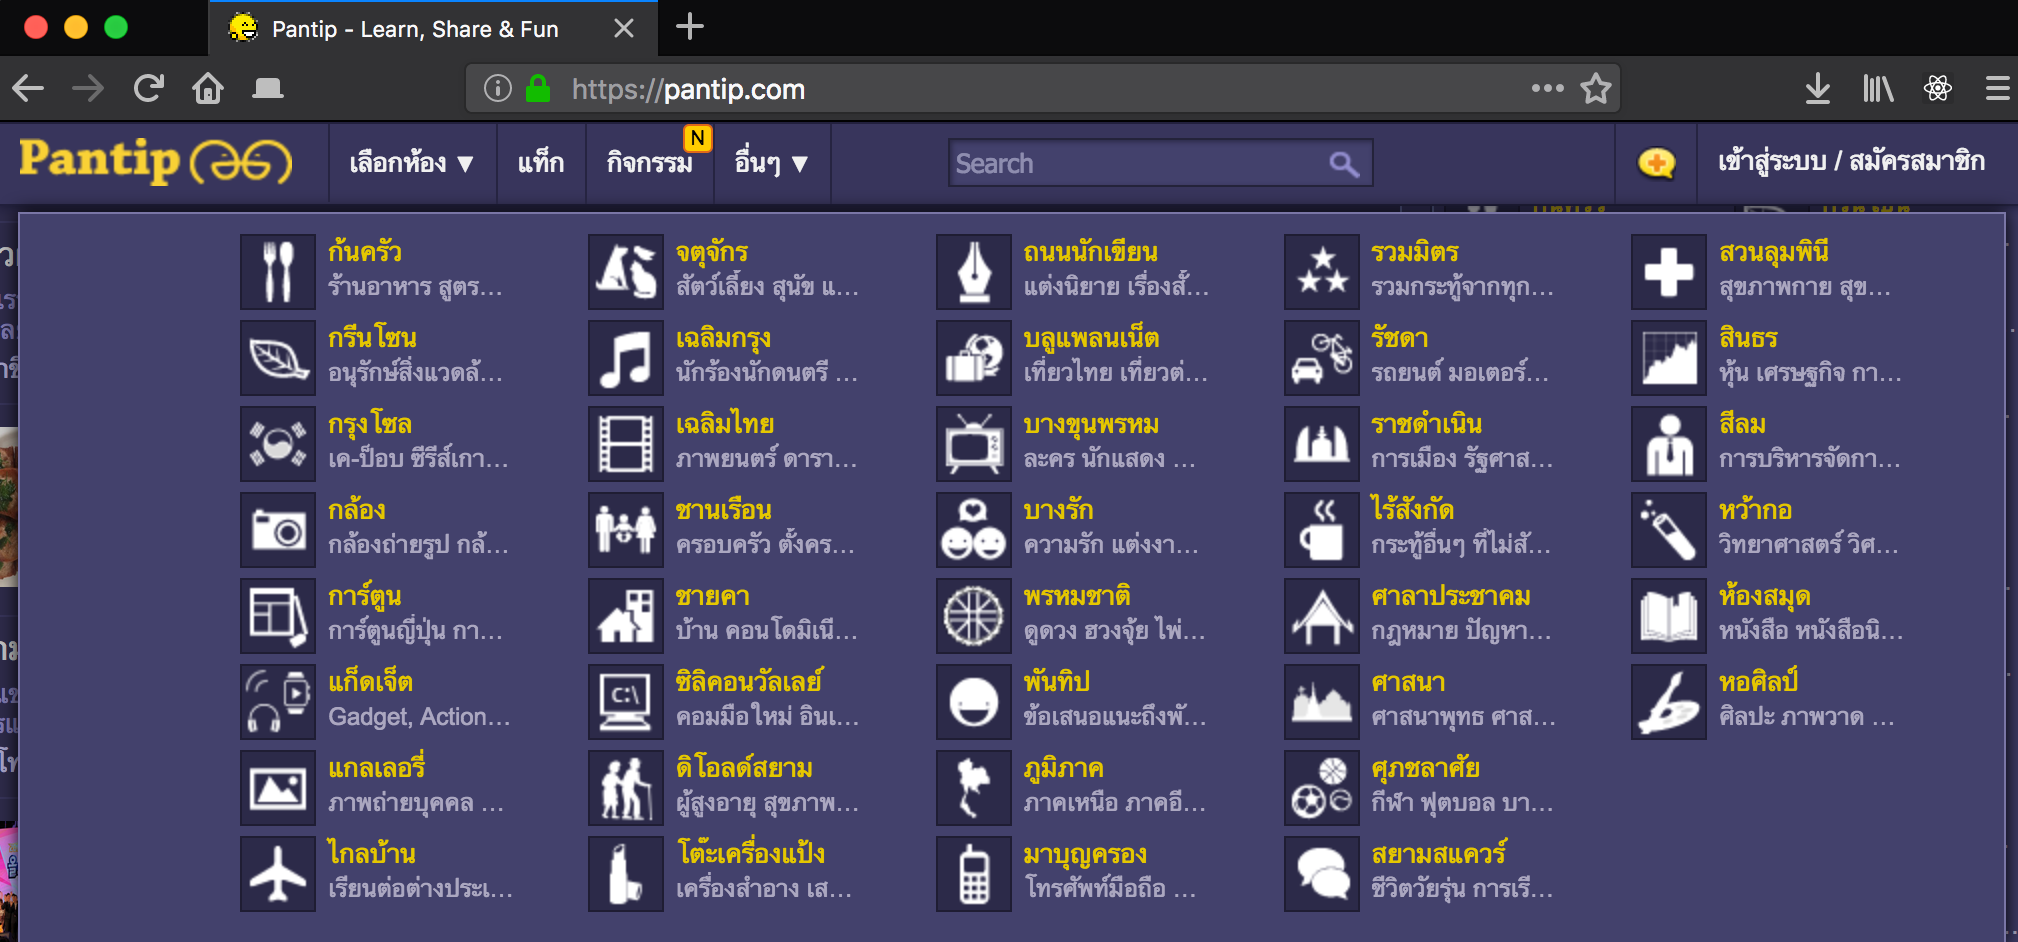 Pantip - Learn, Share & Fun
https://pantip.com
Pantip
เลือกห้อง ▼
แท็ก
กิจกรรม
N
อื่นๆ ▼
Search
เข้าสู่ระบบ / สมัครสมาชิก
ก้นครัว
ร้านอาหาร สูตร...
จตุจักร
สัตว์เลี้ยง สุนัข แ...
ถนนนักเขียน
แต่งนิยาย เรื่องสั้...
รวมมิตร
รวมกระทู้จากทุก...
สวนลุมพินี
สุขภาพกาย สุข...
กรีนโซน
อนุรักษ์สิ่งแวดล้...
เฉลิมกรุง
นักร้องนักดนตรี ...
บลูแพลนเน็ต
เที่ยวไทย เที่ยวต่...
รัชดา
รถยนต์ มอเตอร์...
สินธร
หุ้น เศรษฐกิจ กา...
กรุงโซล
เค-ป็อบ ซีรีส์เกา...
เฉลิมไทย
ภาพยนตร์ ดารา...
บางขุนพรหม
ละคร นักแสดง ...
ราชดำเนิน
การเมือง รัฐศาส...
สีลม
การบริหารจัดกา...
กล้อง
กล้องถ่ายรูป กล้...
ชานเรือน
ครอบครัว ตั้งคร...
บางรัก
ความรัก แต่งงา...
ไร้สังกัด
กระทู้อื่นๆ ที่ไม่สั...
หว้ากอ
วิทยาศาสตร์ วิศ...
การ์ตูน
การ์ตูนญี่ปุ่น กา...
ชายคา
บ้าน คอนโดมิเนี...
พรหมชาติ
ดูดวง ฮวงจุ้ย ไพ่...
ศาลาประชาคม
กฎหมาย ปัญหา...
ห้องสมุด
หนังสือ หนังสือนิ...
แก็ดเจ็ต
Gadget, Action...
C:\
ซิลิคอนวัลเลย์
คอมมือใหม่ อินเ...
พันทิป
ข้อเสนอแนะถึงพั...
ศาสนา
ศาสนาพุทธ ศาส...
หอศิลป์
ศิลปะ ภาพวาด ...
แกลเลอรี่
ภาพถ่ายบุคคล ...
ดิโอลด์สยาม
ผู้สูงอายุ สุขภาพ...
ภูมิภาค
ภาคเหนือ ภาคอี...
ศุภชลาศัย
กีฬา ฟุตบอล บา...
ไกลบ้าน
เรียนต่อต่างประเ...
โต๊ะเครื่องแป้ง
เครื่องสำอาง เส...
มาบุญครอง
โทรศัพท์มือถือ ...
สยามสแควร์
ชีวิตวัยรุ่น การเรี...